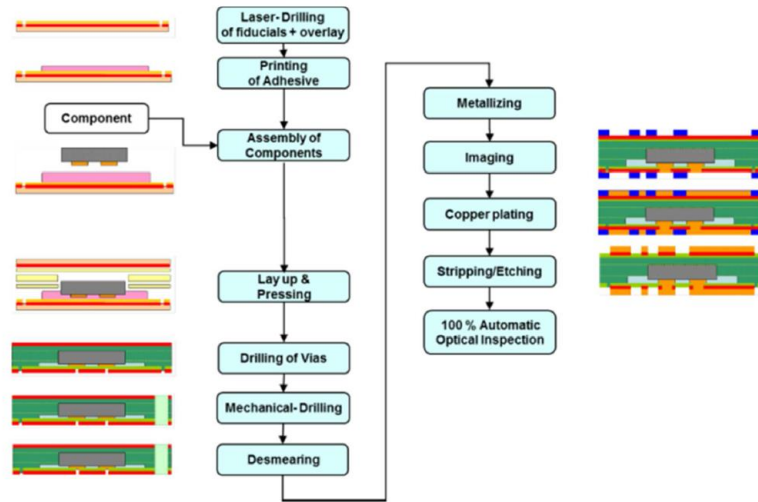 Laser- Drilling
of fiducials + overlay
Printing
of Adhesive
Component
Assembly of
Components
Lay up &
Pressing
Drilling of Vias
Mechanical- Drilling
Desmearing
Metallizing
Imaging
Copper plating
Stripping/Etching
100 % Automatic
Optical Inspection